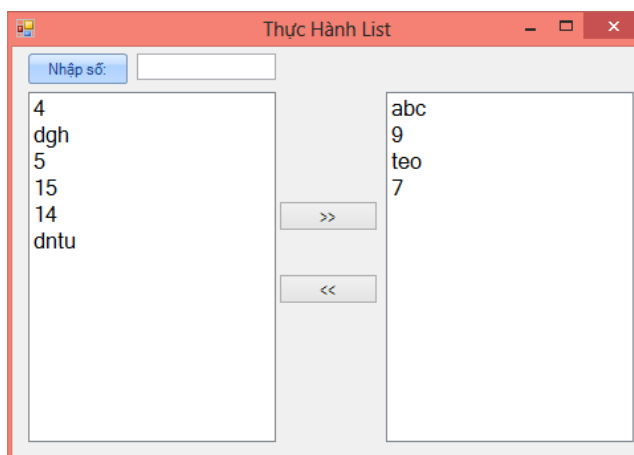 Thực Hành List
Nhập số:
4
dgh
5
15
14
dntu
>>
<<
abc
9
teo
7